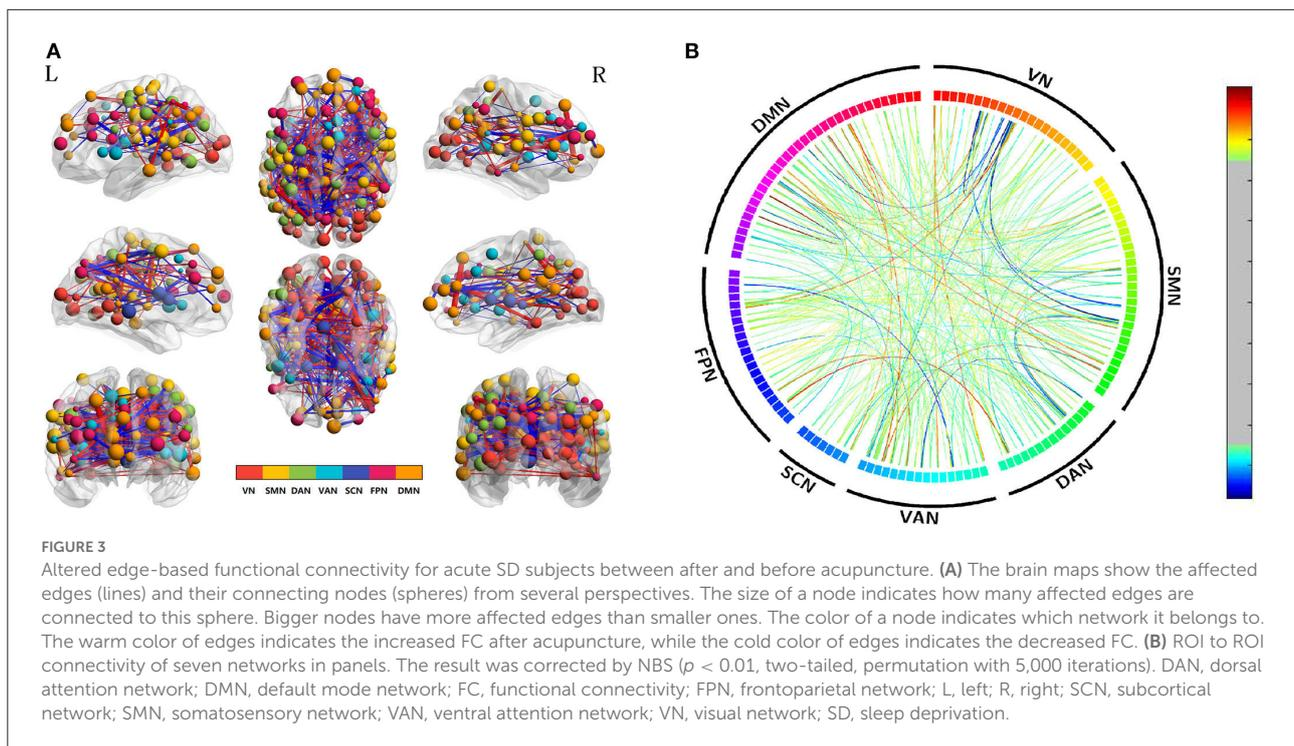 A
L
R
VN SMN DAN VAN SCN FPN DMN
B
VN
DMN
SMN
FPN
DAN
SCN
VAN
FIGURE 3
Altered edge-based functional connectivity for acute SD subjects between after and before acupuncture. (A) The brain maps show the affected
edges (lines) and their connecting nodes (spheres) from several perspectives. The size of a node indicates how many affected edges are
connected to this sphere. Bigger nodes have more affected edges than smaller ones. The color of a node indicates which network it belongs to.
The warm color of edges indicates the increased FC after acupuncture, while the cold color of edges indicates the decreased FC. (B) ROI to ROI
connectivity of seven networks in panels. The result was corrected by NBS (p < 0.01, two-tailed, permutation with 5,000 iterations). DAN, dorsal
attention network; DMN, default mode network; FC, functional connectivity; FPN, frontoparietal network; L, left; R, right; SCN, subcortical
network; SMN, somatosensory network; VAN, ventral attention network; VN, visual network; SD, sleep deprivation.